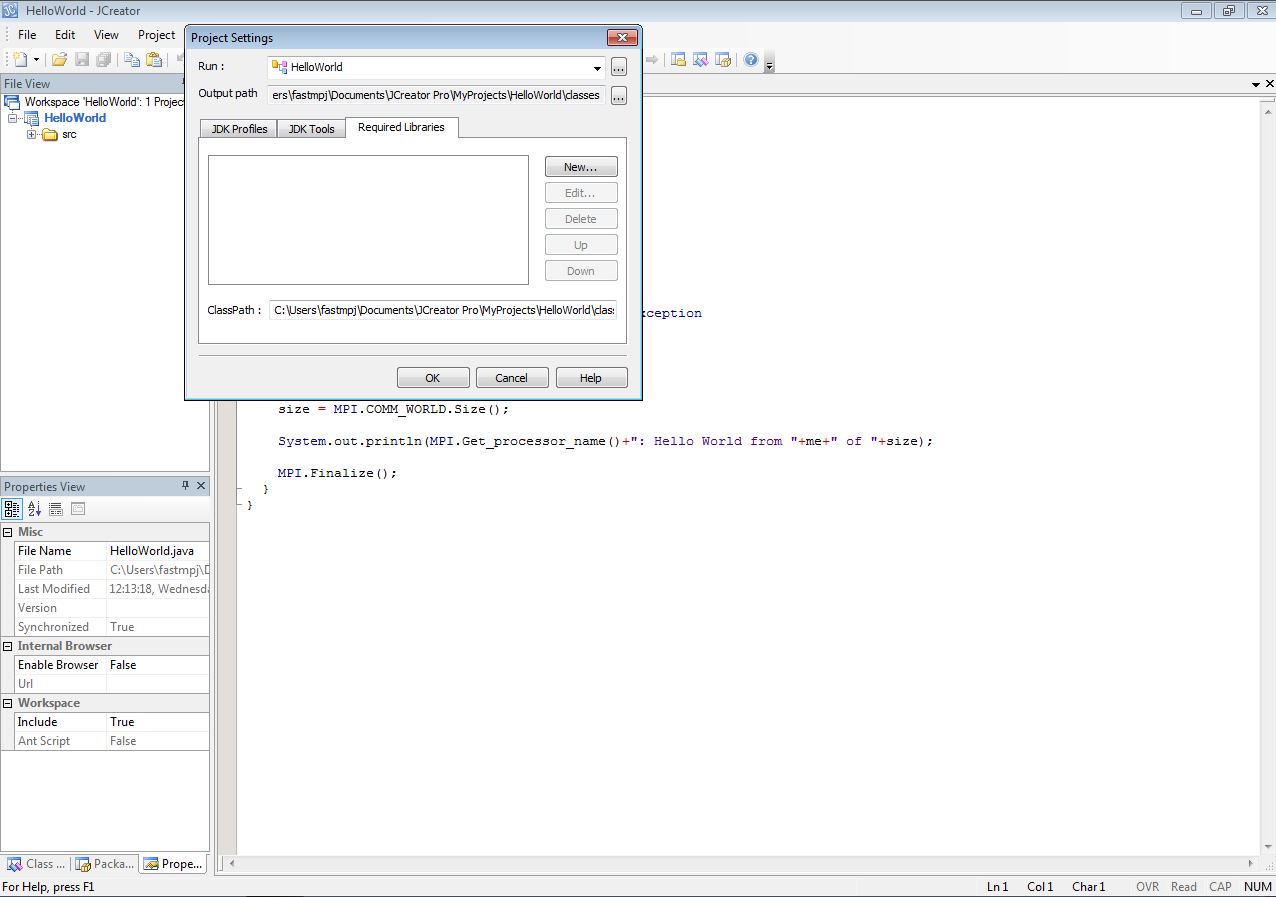 HelloWorld - JCreator
File Edit View Project
Project Settings
Run : HelloWorld ...
Output path ers\fastmpj\Documents\JCreator Pro\MyProjects\HelloWorld\classes ...
JDK Profiles JDK Tools Required Libraries
New...
Edit...
Delete
Up
Down
ClassPath : C:\Users\fastmpj\Documents\JCreator Pro\MyProjects\HelloWorld\clas
OK Cancel Help
File View
Workspace 'HelloWorld': 1 Projec
HelloWorld
src
ception
size = MPI.COMM_WORLD.Size();
System.out.println(MPI.Get_processor_name()+": Hello World from "+me+" of "+size);
MPI.Finalize();
}
}
Properties View
Misc
File Name HelloWorld.java
File Path C:\Users\fastmpj\D
Last Modified 12:13:18, Wednesda
Version
Synchronized True
Internal Browser
Enable Browser False
Url
Workspace
Include True
Ant Script False
Class ... Packa... Prope...
For Help, press F1 Ln 1 Col 1 Char 1 OVR Read CAP NUM